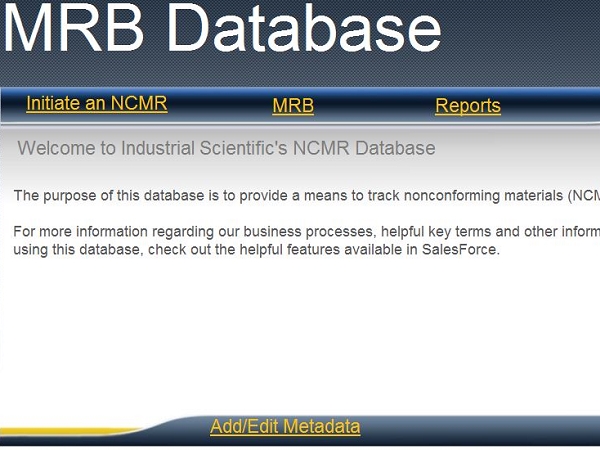 MRB Database
Initiate an NCMR MRB Reports
Welcome to Industrial Scientific's NCMR Database
The purpose of this database is to provide a means to track nonconforming materials (NCM
For more information regarding our business processes, helpful key terms and other inform
using this database, check out the helpful features available in SalesForce.
Add/Edit Metadata